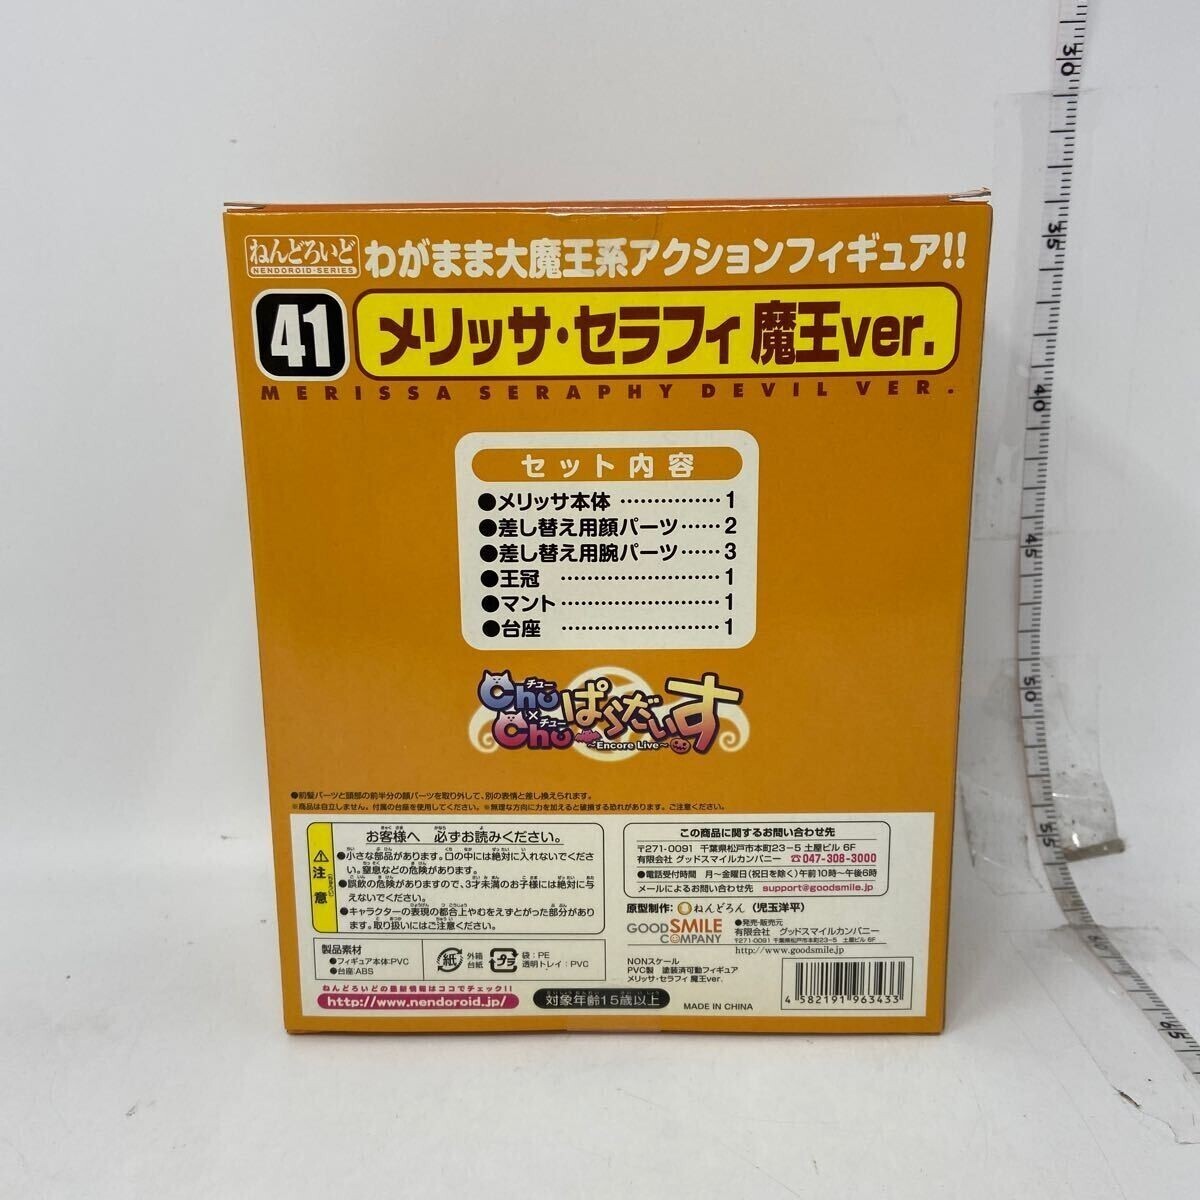 ねんどろいど
NENDOROID-SERIES
わがまま大魔王系アクションフィギュア!!
41
メリッサ・セラフィ 魔王ver.
MERISSA SERAPHY DEVIL VER.
セット内容
●メリッサ本体 ……………1
●差し替え用顔パーツ……2
●差し替え用腕パーツ……3
●王冠 ……………………1
●マント……………………1
●台座 ……………………1
チュー
Chu
×
チュー
Chu
ぱらだいす
~Encore Live~
●前髪パーツと頭部の前半分の顔パーツを取り外して、別の表情と差し換えられます。
※商品は自立しません。付属の台座を使用してください。※無理な方向に力を加えると破損する恐れがあります。ご注意ください。
⚠注意
お客様へ 必ずお読みください。
●小さな部品があります。口の中には絶対に入れないでくださ
い。窒息などの危険があります。
●誤飲の危険がありますので、3才未満のお子様には絶対に与
えないでください。
●キャラクターの表現の都合上やむをえずとがった部分があり
ます。取り扱いにはご注意ください。
製品素材
●フィギュア本体:PVC
●台座:ABS
紙
外箱
台紙
プラ
袋:PE
透明トレイ:PVC
ねんどろいどの最新情報はココでチェック!!
http://www.nendoroid.jp/
対象年齢15歳以上
この商品に関するお問い合わせ先
〒271-0091 千葉県松戸市本町23-5 土屋ビル 6F
有限会社 グッドスマイルカンパニー ☎047-308-3000
●電話受付時間 月~金曜日(祝日を除く)午前10時~午後6時
メールによるお問い合わせ先 support@goodsmile.jp
原型制作: ねんどろん (児玉洋平)
GOOD SMILE
COMPANY
●発売・販売元
有限会社 グッドスマイルカンパニー
〒271-0091 千葉県松戸市本町23-5 土屋ビル 6F
http://www.goodsmile.jp/
NONスケール
PVC製 塗装済可動フィギュア
メリッサ・セラフィ 魔王ver.
MADE IN CHINA
4 582191 963433
30
35
40
45
50
55
60